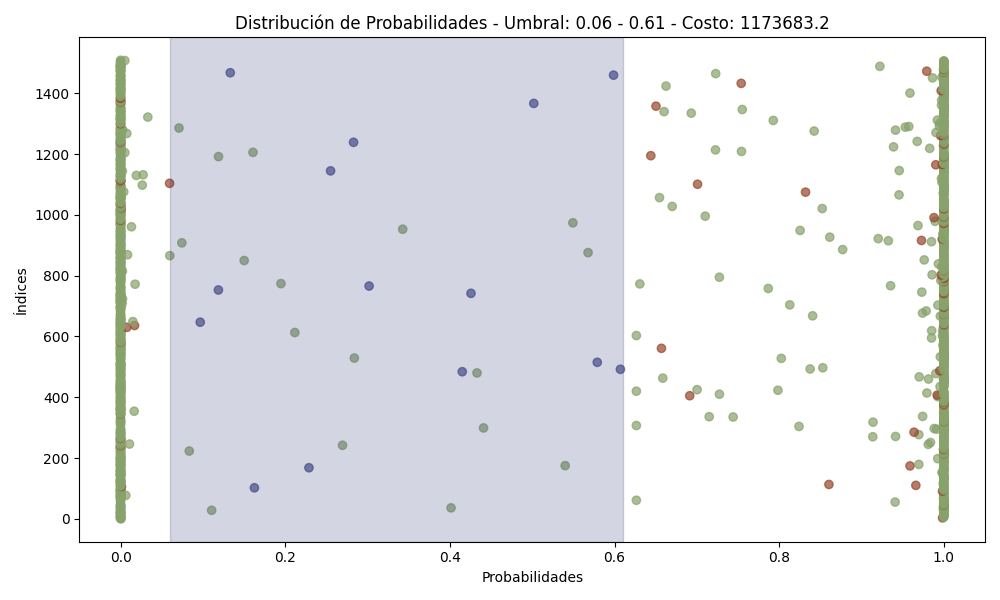 Distribución de Probabilidades - Umbral: 0.06 - 0.61 - Costo: 1173683.2
Índices
1400
1200
1000
800
600
400
200
0
0.0 0.2 0.4 0.6 0.8 1.0
Probabilidades